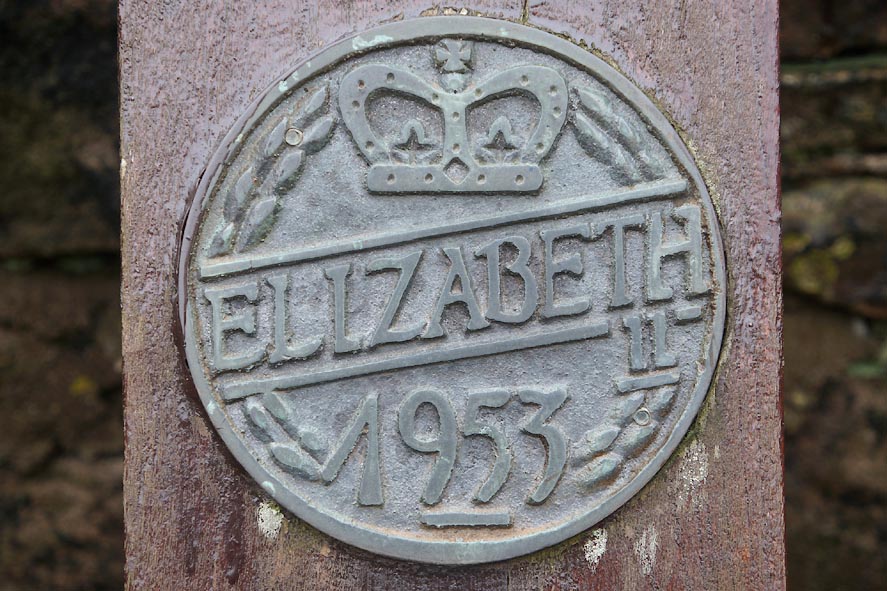 ELIZABETH
II
1953